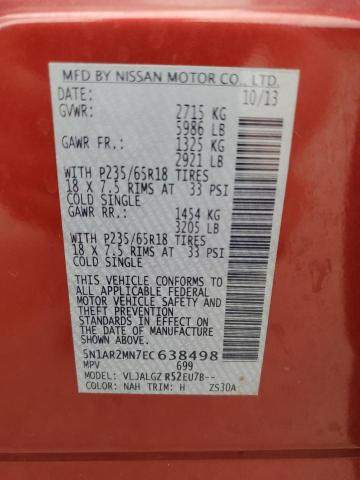 MFD BY NISSAN MOTOR CO., LTD.
DATE: 10/13
GVWR: 2715 KG
5986 LB
GAWR FR.: 1325 KG
2921 LB
WITH P235/65R18 TIRES
18 X 7.5 RIMS AT 33 PSI
COLD SINGLE
GAWR RR.: 1454 KG
3205 LB
WITH P235/65R18 TIRES
18 X 7.5 RIMS AT 33 PSI
COLD SINGLE
THIS VEHICLE CONFORMS TO
ALL APPLICABLE U.S. FEDERAL
MOTOR VEHICLE SAFETY
AND THEFT PREVENTION
STANDARDS IN EFFECT ON
THE DATE OF MANUFACTURE
SHOWN ABOVE.
5N1AR2MN7EC638498
MPV 699
MODEL: VLJALGZ R52EU7B--
COLOR: NAH TRIM: H ZS30A